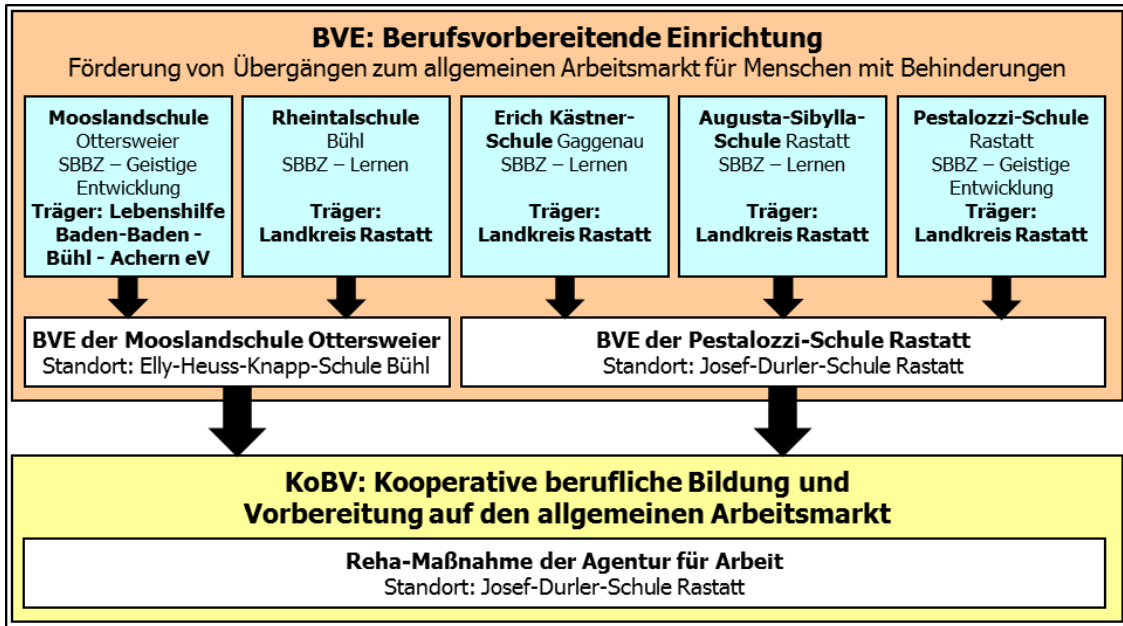 BVE: Berufsvorbereitende Einrichtung
Förderung von Übergängen zum allgemeinen Arbeitsmarkt für Menschen mit Behinderungen
Mooslandschule
Ottersweier
SBBZ – Geistige
Entwicklung
Träger: Lebenshilfe
Baden-Baden -
Bühl - Achern eV
Rheintalschule
Bühl
SBBZ – Lernen
Träger:
Landkreis Rastatt
Erich Kästner-
Schule Gaggenau
SBBZ – Lernen
Träger:
Landkreis Rastatt
Augusta-Sibylla-
Schule Rastatt
SBBZ – Lernen
Träger:
Landkreis Rastatt
Pestalozzi-Schule
Rastatt
SBBZ – Geistige
Entwicklung
Träger:
Landkreis Rastatt
BVE der Mooslandschule Ottersweier
Standort: Elly-Heuss-Knapp-Schule Bühl
BVE der Pestalozzi-Schule Rastatt
Standort: Josef-Durler-Schule Rastatt
KoBV: Kooperative berufliche Bildung und
Vorbereitung auf den allgemeinen Arbeitsmarkt
Reha-Maßnahme der Agentur für Arbeit
Standort: Josef-Durler-Schule Rastatt